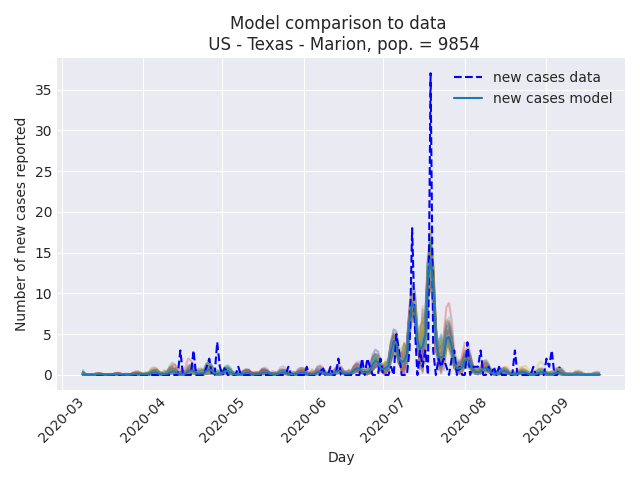 Model comparison to data
US - Texas - Marion, pop. = 9854
new cases data
new cases model
Number of new cases reported
35
30
25
20
15
10
5
0
2020-03
2020-04
2020-05
2020-06
2020-07
2020-08
2020-09
Day